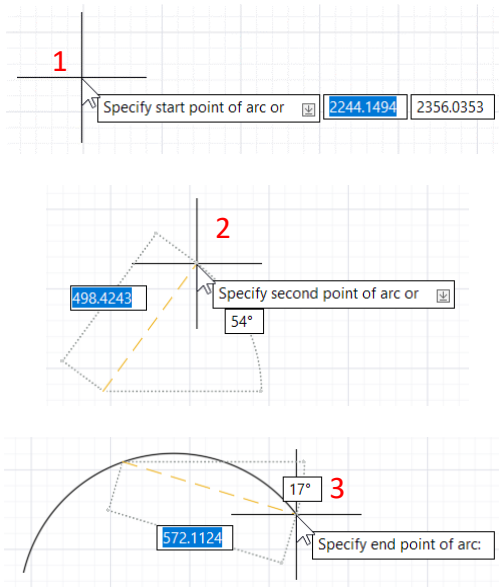 1
Specify start point of arc or 2244.1494 2356.0353
2
498.4243 Specify second point of arc or
54°
17° 3
572.1124 Specify end point of arc: